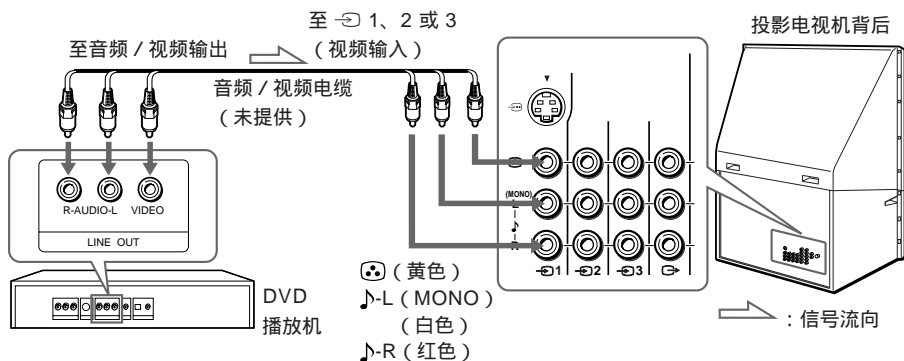 至 1、2 或 3
（视频输入）
至音频 / 视频输出
音频 / 视频电缆
（未提供）
投影电视机背后
R-AUDIO-L VIDEO
LINE OUT
DVD
播放机
(MONO)
L
R
1 2 3
（黄色）
♪-L（MONO）
（白色）
♪-R（红色）
：信号流向